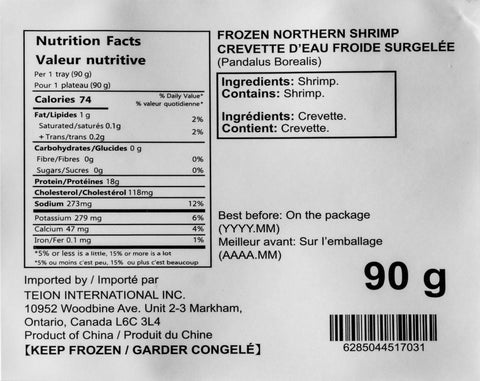 Nutrition Facts
Valeur nutritive
Per 1 tray (90 g)
Pour 1 plateau (90 g)
Calories 74
% Daily Value*
% valeur quotidienne*
Fat/Lipides 1 g 2%
Saturated/saturés 0.1g
+ Trans/trans 0.2g 2%
Carbohydrates/Glucides 0 g
Fibre/Fibres 0g 0%
Sugars/Sucres 0g 0%
Protein/Protéines 18g
Cholesterol/Cholestérol 118mg
Sodium 273mg 12%
Potassium 279 mg 6%
Calcium 47 mg 4%
Iron/Fer 0.1 mg 1%
*5% or less is a little, 15% or more is a lot
*5% ou moins c'est peu, 15% ou plus c'est beaucoup
Imported by / Importé par
TEION INTERNATIONAL INC.
10952 Woodbine Ave. Unit 2-3 Markham,
Ontario, Canada L6C 3L4
Product of China / Produit du Chine
【KEEP FROZEN / GARDER CONGELÉ】
FROZEN NORTHERN SHRIMP
CREVETTE D'EAU FROIDE SURGELÉE
(Pandalus Borealis)
Ingredients: Shrimp.
Contains: Shrimp.
Ingrédients: Crevette.
Contient: Crevette.
Best before: On the package
(YYYY.MM)
Meilleur avant: Sur l'emballage
(AAAA.MM)
90 g
6285044517031